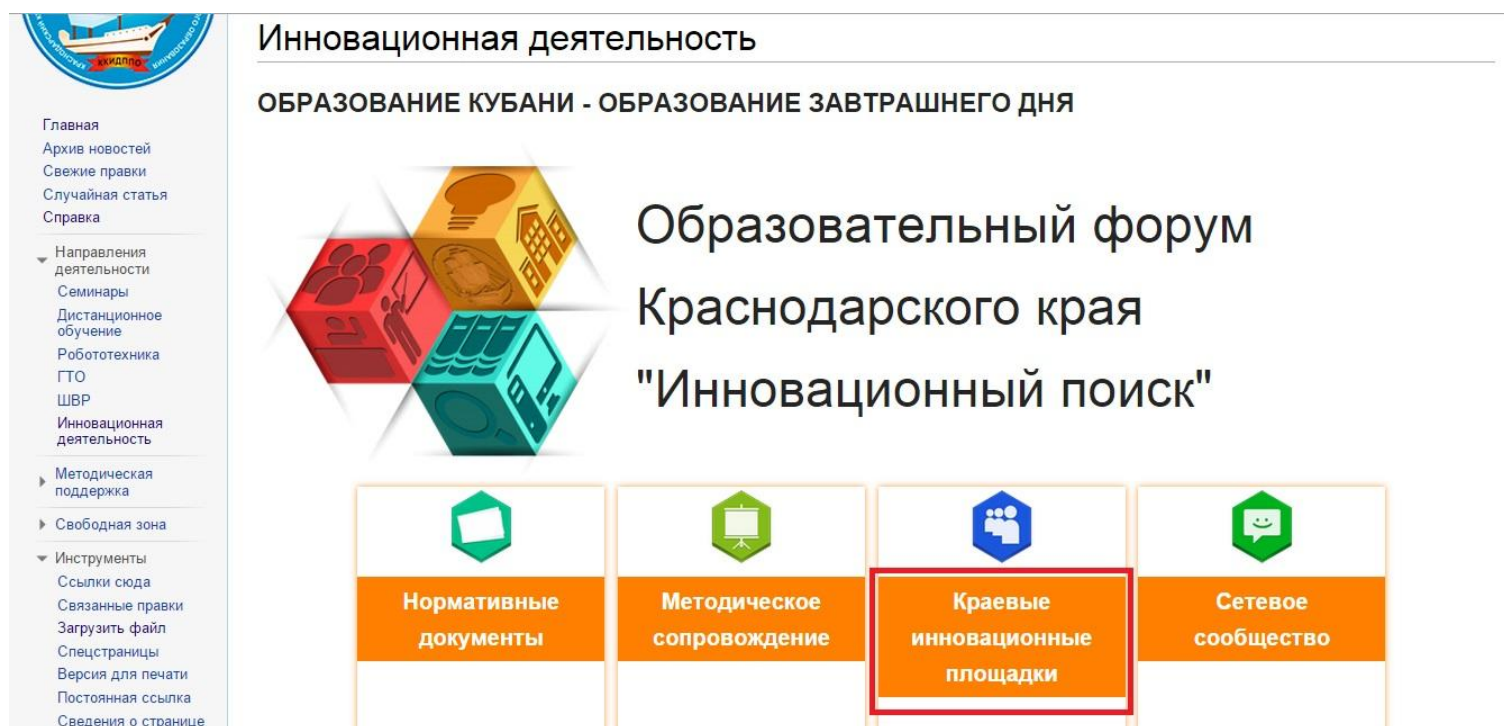 ККИДППО
Инновационная деятельность
ОБРАЗОВАНИЕ КУБАНИ - ОБРАЗОВАНИЕ ЗАВТРАШНЕГО ДНЯ
Главная
Архив новостей
Свежие правки
Случайная статья
Справка
Направления
деятельности
Семинары
Дистанционное
обучение
Робототехника
ГТО
ШВР
Инновационная
деятельность
Методическая
поддержка
Свободная зона
Инструменты
Ссылки сюда
Связанные правки
Загрузить файл
Спецстраницы
Версия для печати
Постоянная ссылка
Сведения о странице
Образовательный форум
Краснодарского края
"Инновационный поиск"
Нормативные
документы
Методическое
сопровождение
Краевые
инновационные
площадки
Сетевое
сообщество